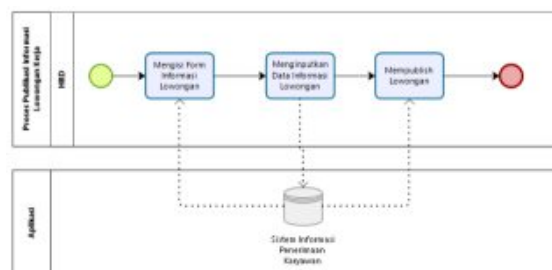 Proses Publikasi Informasi
Lowongan Kerja
HRD
Mengisi Form
Informasi
Lowongan
Menginputkan
Data Informasi
Lowongan
Mempublish
Lowongan
Aplikasi
Sistem Informasi
Penerimaan
Karyawan